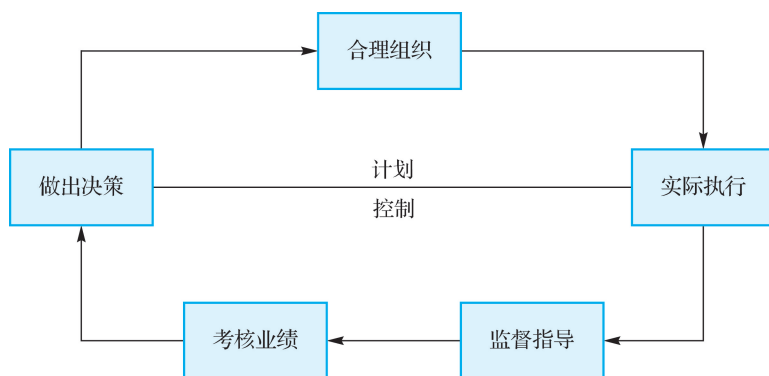 合理组织
计划
做出决策
实际执行
控制
考核业绩
监督指导